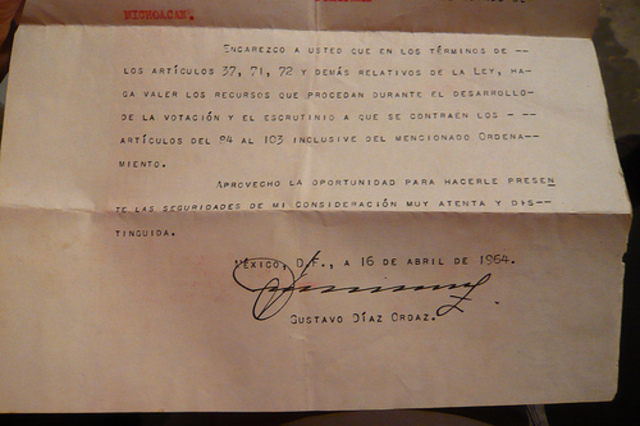 MICHOACAN.
ENCAREZCO A USTED QUE EN LOS TÉRMINOS DE --
LOS ARTÍCULOS 37, 71, 72 Y DEMÁS RELATIVOS DE LA LEY, HA-
GA VALER LOS RECURSOS QUE PROCEDAN DURANTE EL DESARROLLO-
DE LA VOTACIÓN Y EL ESCRUTINIO A QUE SE CONTRAEN LOS - --
ARTÍCULOS DEL 94 AL 103 INCLUSIVE DEL MENCIONADO ORDENA--
MIENTO.
APROVECHO LA OPORTUNIDAD PARA HACERLE PRESEN
TE LAS SEGURIDADES DE MI CONSIDERACIÓN MUY ATENTA Y DIS--
TINGUIDA.
MÉXICO, D.F., A 16 DE ABRIL DE 1964.
GUSTAVO DÍAZ ORDAZ.